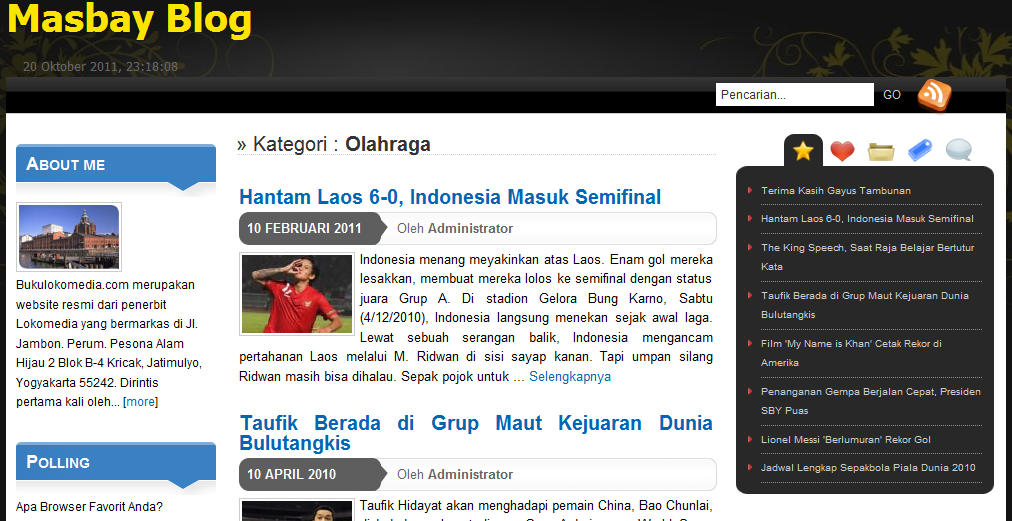 Masbay Blog
20 Oktober 2011, 23:18:08
Pencarian... GO
ABOUT ME
Bukulokomedia.com merupakan
website resmi dari penerbit
Lokomedia yang bermarkas di Jl.
Jambon. Perum. Pesona Alam
Hijau 2 Blok B-4 Kricak, Jatimulyo,
Yogyakarta 55242. Dirintis
pertama kali oleh... [more]
POLLING
Apa Browser Favorit Anda?
» Kategori : Olahraga
Hantam Laos 6-0, Indonesia Masuk Semifinal
10 FEBRUARI 2011 Oleh Administrator
Indonesia menang meyakinkan atas Laos. Enam gol mereka
lesakkan, membuat mereka lolos ke semifinal dengan status
juara Grup A. Di stadion Gelora Bung Karno, Sabtu
(4/12/2010), Indonesia langsung menekan sejak awal laga.
Lewat sebuah serangan balik, Indonesia mengancam
pertahanan Laos melalui M. Ridwan di sisi sayap kanan. Tapi umpan silang
Ridwan masih bisa dihalau. Sepak pojok untuk ... Selengkapnya
Taufik Berada di Grup Maut Kejuaran Dunia
Bulutangkis
10 APRIL 2010 Oleh Administrator
Taufik Hidayat akan menghadapi pemain China, Bao Chunlai,
Terima Kasih Gayus Tambunan
Hantam Laos 6-0, Indonesia Masuk Semifinal
The King Speech, Saat Raja Belajar Bertutur
Kata
Taufik Berada di Grup Maut Kejuaran Dunia
Bulutangkis
Film 'My Name is Khan' Cetak Rekor di
Amerika
Penanganan Gempa Berjalan Cepat, Presiden
SBY Puas
Lionel Messi 'Berlumuran' Rekor Gol
Jadwal Lengkap Sepakbola Piala Dunia 2010